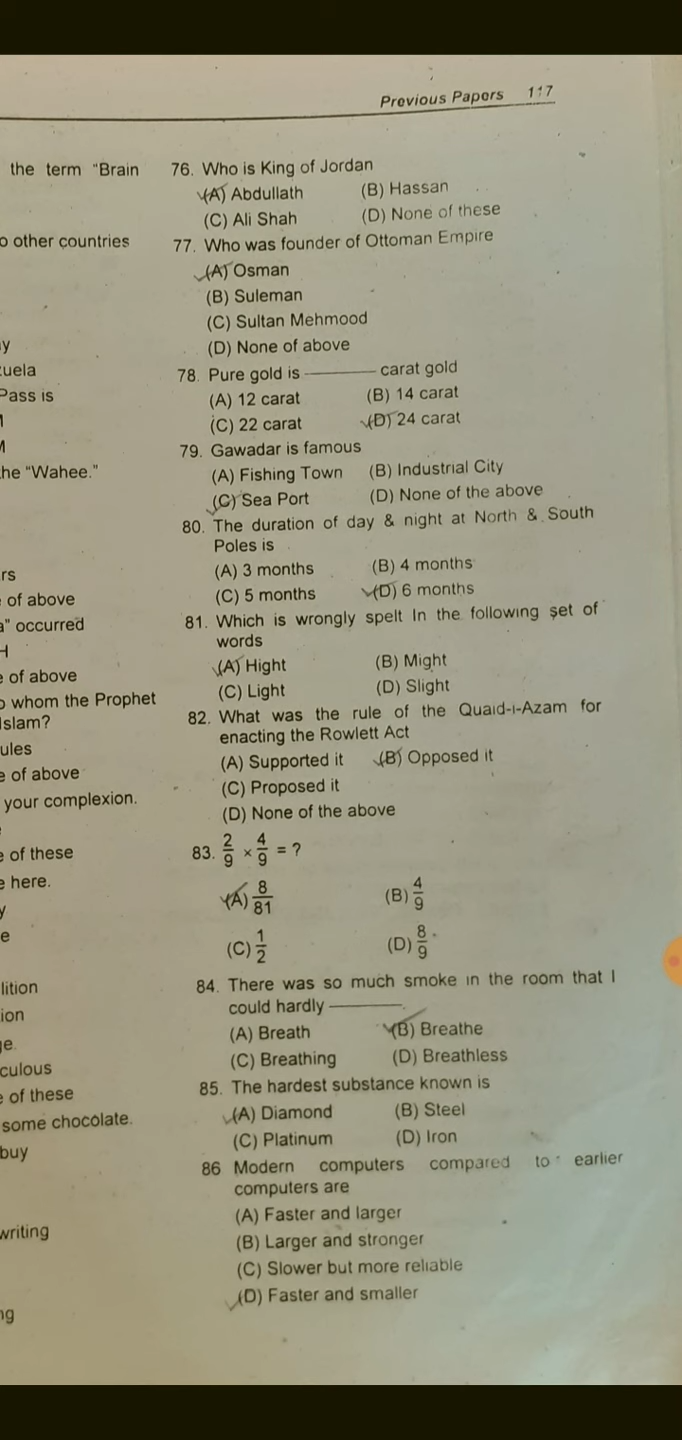 Previous Papers 117
the term "Brain
o other countries
y
uela
Pass is
M
he "Wahee."
rs
of above
a" occurred
H
e of above
o whom the Prophet
Islam?
ules
e of above
your complexion.
e of these
e here.
y
e
lition
ion
ge.
culous
e of these
some chocolate.
buy
writing
ng
76. Who is King of Jordan
(A) Abdullath (B) Hassan
(C) Ali Shah (D) None of these
77. Who was founder of Ottoman Empire
(A) Osman
(B) Suleman
(C) Sultan Mehmood
(D) None of above
78. Pure gold is ———— carat gold
(A) 12 carat (B) 14 carat
(C) 22 carat (D) 24 carat
79. Gawadar is famous
(A) Fishing Town (B) Industrial City
(C) Sea Port (D) None of the above
80. The duration of day & night at North & South
Poles is
(A) 3 months (B) 4 months
(C) 5 months (D) 6 months
81. Which is wrongly spelt In the following set of
words
(A) Hight (B) Might
(C) Light (D) Slight
82. What was the rule of the Quaid-i-Azam for
enacting the Rowlett Act
(A) Supported it (B) Opposed it
(C) Proposed it
(D) None of the above
83. 2/9 × 4/9 = ?
(A) 8/81 (B) 4/9
(C) 1/2 (D) 8/9
84. There was so much smoke in the room that I
could hardly ————.
(A) Breath (B) Breathe
(C) Breathing (D) Breathless
85. The hardest substance known is
(A) Diamond (B) Steel
(C) Platinum (D) Iron
86 Modern computers compared to earlier
computers are
(A) Faster and larger
(B) Larger and stronger
(C) Slower but more reliable
(D) Faster and smaller